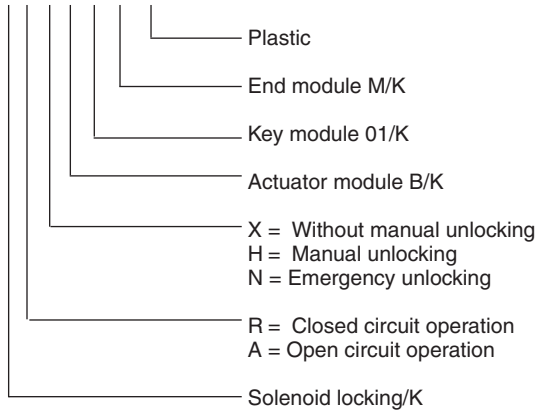 Plastic
End module M/K
Key module 01/K
Actuator module B/K
X = Without manual unlocking
H = Manual unlocking
N = Emergency unlocking
R = Closed circuit operation
A = Open circuit operation
Solenoid locking/K